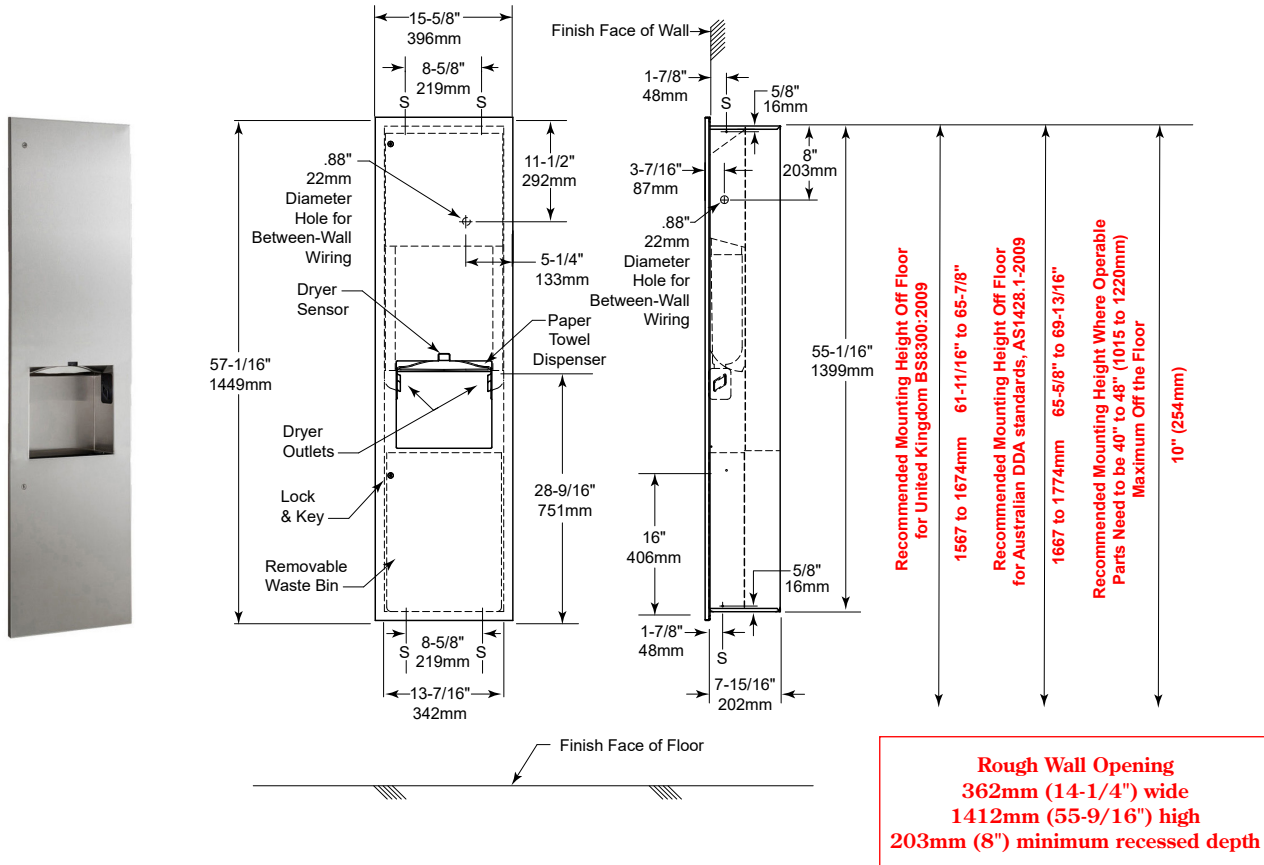 15-5/8"
396mm
8-5/8"
219mm
S
S
.88"
22mm
Diameter
Hole for
Between-Wall
Wiring
11-1/2"
292mm
5-1/4"
133mm
Dryer
Sensor
Paper
Towel
Dispenser
57-1/16"
1449mm
Dryer
Outlets
Lock
& Key
28-9/16"
751mm
Removable
Waste Bin
8-5/8"
219mm
S
S
13-7/16"
342mm
Finish Face of Floor
Finish Face of Wall
1-7/8"
48mm
S
5/8"
16mm
8"
203mm
3-7/16"
87mm
.88"
22mm
Diameter
Hole for
Between-Wall
Wiring
55-1/16"
1399mm
16"
406mm
5/8"
16mm
1-7/8"
48mm
S
7-15/16"
202mm
Recommended Mounting Height Off Floor
for United Kingdom BS8300:2009
1567 to 1674mm 61-11/16" to 65-7/8"
Recommended Mounting Height Off Floor
for Australian DDA standards, AS1428.1-2009
1667 to 1774mm 65-5/8" to 69-13/16"
Recommended Mounting Height Where Operable
Parts Need to be 40" to 48" (1015 to 1220mm)
Maximum Off the Floor
10" (254mm)
Rough Wall Opening
362mm (14-1/4") wide
1412mm (55-9/16") high
203mm (8") minimum recessed depth